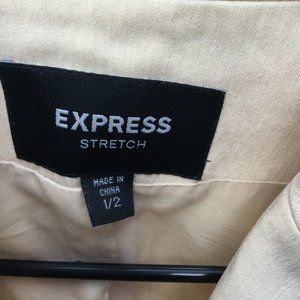 EXPRESS
STRETCH
MADE IN
CHINA
1/2